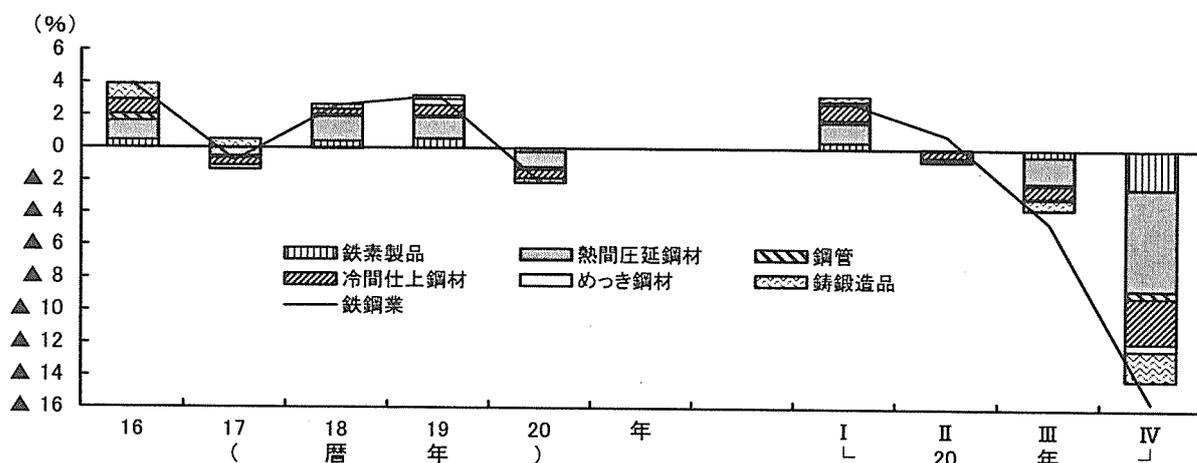 (%)
6
4
2
0
▲ 2
▲ 4
▲ 6
▲ 8
▲ 10
▲ 12
▲ 14
▲ 16
鉄素製品 熱間圧延鋼材 鋼管
冷間仕上鋼材 めっき鋼材 鋳鍛造品
鉄鋼業
16 17 18 19 20 年 Ⅰ Ⅱ Ⅲ Ⅳ
( 暦 年 ) 20 年